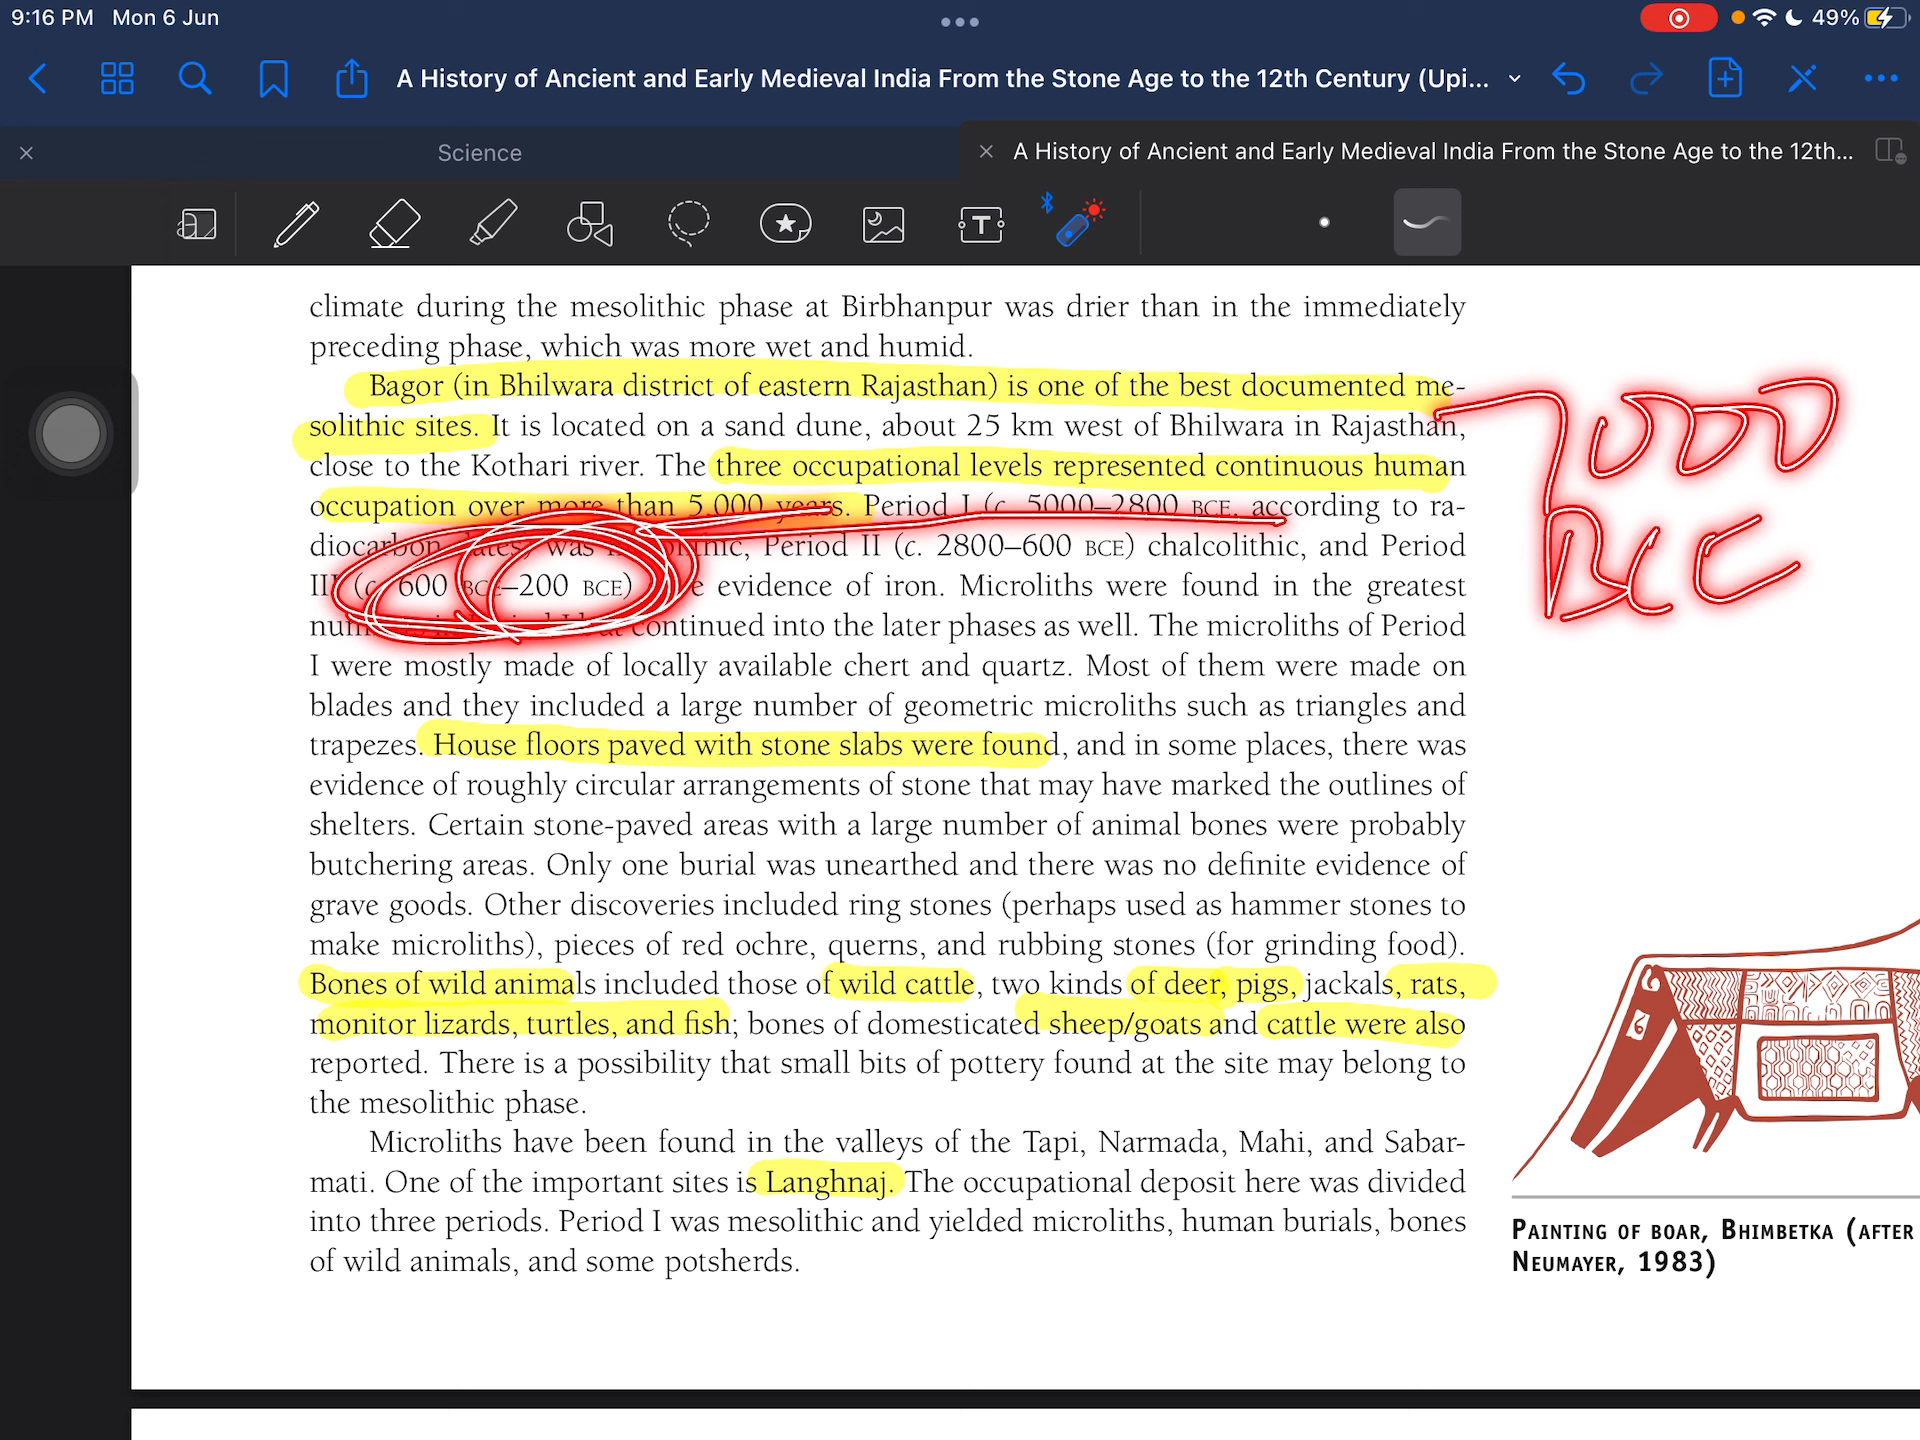 9:16 PM Mon 6 Jun
49%
A History of Ancient and Early Medieval India From the Stone Age to the 12th Century (Upi...
Science
A History of Ancient and Early Medieval India From the Stone Age to the 12th...
climate during the mesolithic phase at Birbhanpur was drier than in the immediately
preceding phase, which was more wet and humid.
Bagor (in Bhilwara district of eastern Rajasthan) is one of the best documented me-
solithic sites. It is located on a sand dune, about 25 km west of Bhilwara in Rajasthan,
close to the Kothari river. The three occupational levels represented continuous human
occupation over more than 5,000 years. Period I (c. 5000–2800 BCE, according to ra-
diocarbon dates) was mesolithic, Period II (c. 2800–600 BCE) chalcolithic, and Period
III (c. 600 BCE–200 BCE) evidence of iron. Microliths were found in the greatest
continued into the later phases as well. The microliths of Period
I were mostly made of locally available chert and quartz. Most of them were made on
blades and they included a large number of geometric microliths such as triangles and
trapezes. House floors paved with stone slabs were found, and in some places, there was
evidence of roughly circular arrangements of stone that may have marked the outlines of
shelters. Certain stone-paved areas with a large number of animal bones were probably
butchering areas. Only one burial was unearthed and there was no definite evidence of
grave goods. Other discoveries included ring stones (perhaps used as hammer stones to
make microliths), pieces of red ochre, querns, and rubbing stones (for grinding food).
Bones of wild animals included those of wild cattle, two kinds of deer, pigs, jackals, rats,
monitor lizards, turtles, and fish; bones of domesticated sheep/goats and cattle were also
reported. There is a possibility that small bits of pottery found at the site may belong to
the mesolithic phase.
Microliths have been found in the valleys of the Tapi, Narmada, Mahi, and Sabar-
mati. One of the important sites is Langhnaj. The occupational deposit here was divided
into three periods. Period I was mesolithic and yielded microliths, human burials, bones
of wild animals, and some potsherds.
7000
BCE
PAINTING OF BOAR, BHIMBETKA (AFTER
NEUMAYER, 1983)